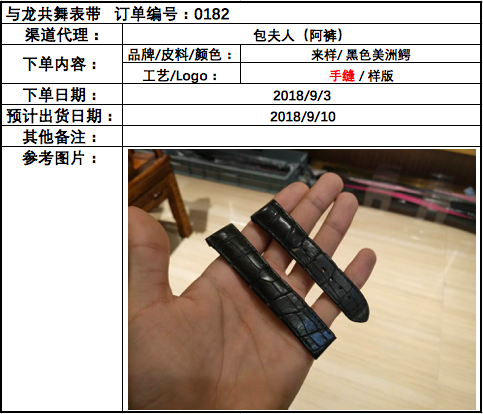 与龙共舞表带 订单编号：0182
渠道代理： 包夫人（阿裤）
下单内容： 品牌/皮料/颜色： 来样/ 黑色美洲鳄
工艺/Logo： 手缝 / 样版
下单日期： 2018/9/3
预计出货日期： 2018/9/10
其他备注：
参考图片：